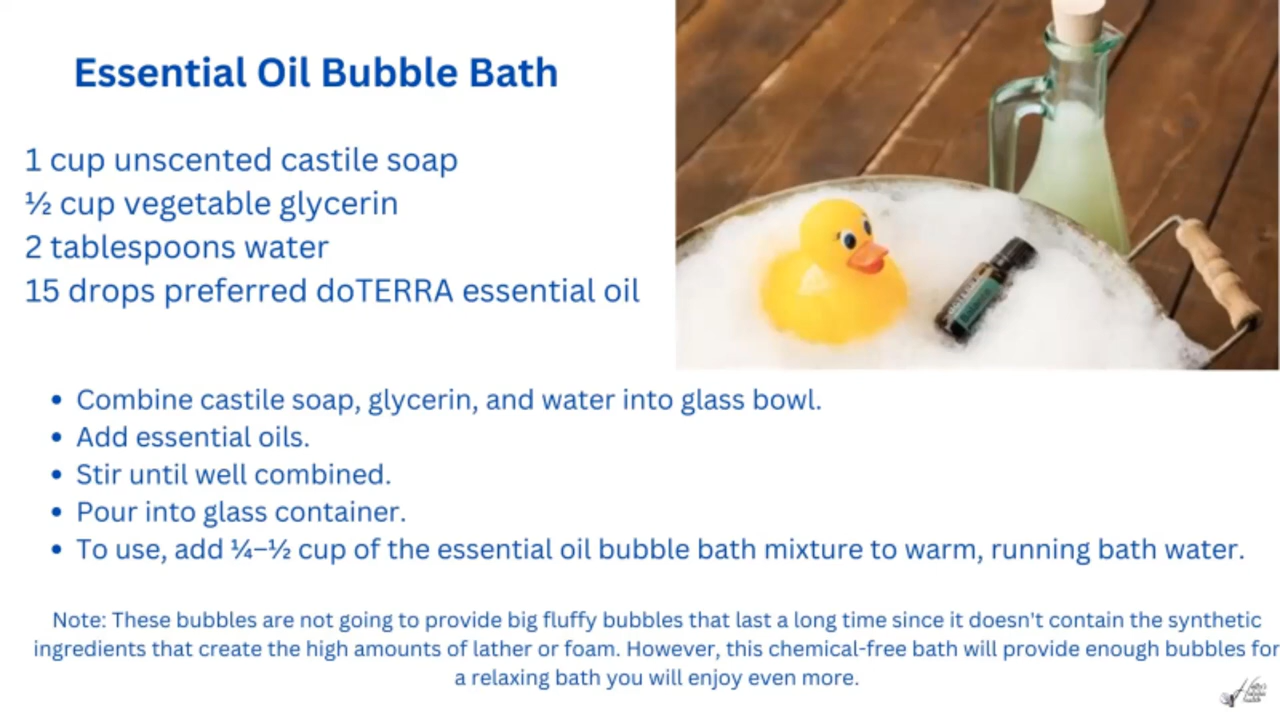 Essential Oil Bubble Bath
1 cup unscented castile soap
½ cup vegetable glycerin
2 tablespoons water
15 drops preferred doTERRA essential oil
• Combine castile soap, glycerin, and water into glass bowl.
• Add essential oils.
• Stir until well combined.
• Pour into glass container.
• To use, add ¼–½ cup of the essential oil bubble bath mixture to warm, running bath water.
Note: These bubbles are not going to provide big fluffy bubbles that last a long time since it doesn't contain the synthetic
ingredients that create the high amounts of lather or foam. However, this chemical-free bath will provide enough bubbles for
a relaxing bath you will enjoy even more.